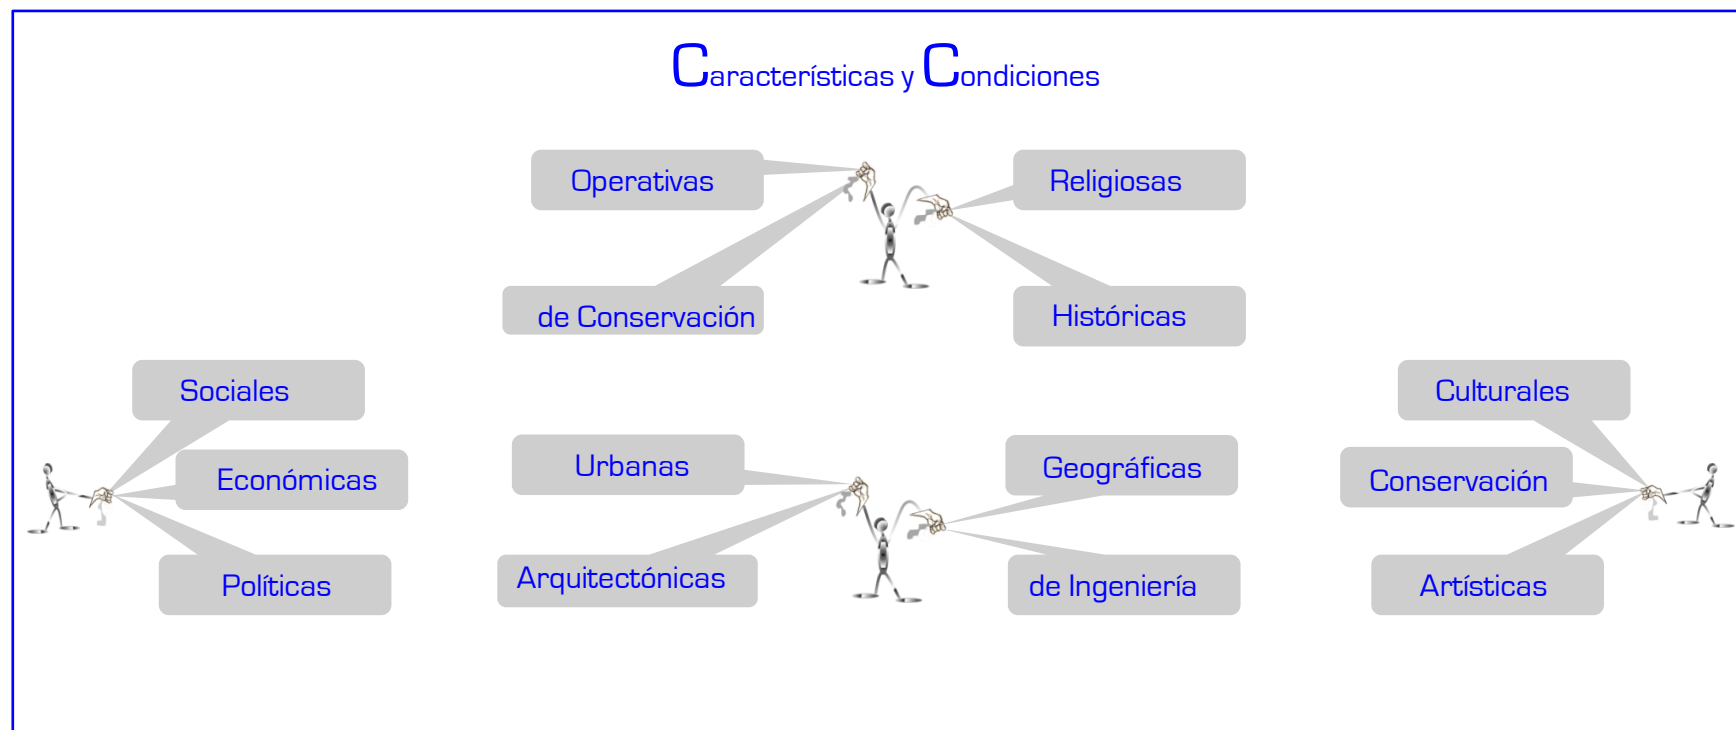 Características y Condiciones
Operativas
Religiosas
de Conservación
Históricas
Sociales
Económicas
Políticas
Urbanas
Geográficas
Arquitectónicas
de Ingeniería
Culturales
Conservación
Artísticas